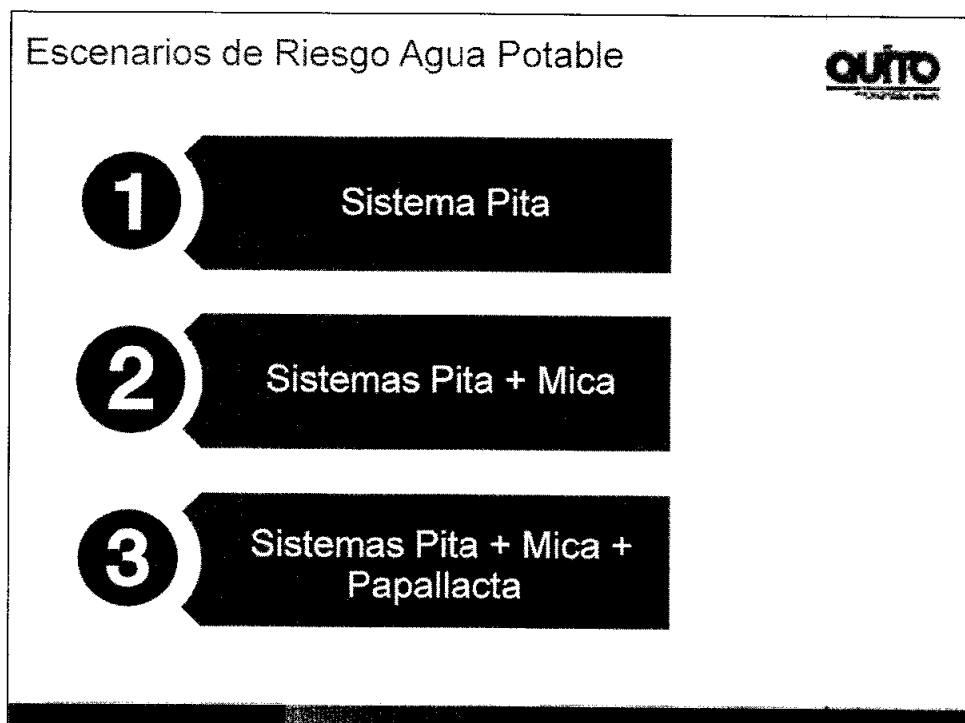 Escenarios de Riesgo Agua Potable
QUITO
1
Sistema Pita
2
Sistemas Pita + Mica
3
Sistemas Pita + Mica +
Papallacta